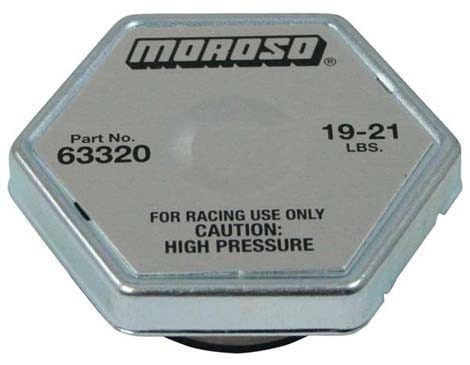 MOROSO®
Part No.
63320
19-21
LBS.
FOR RACING USE ONLY
CAUTION:
HIGH PRESSURE